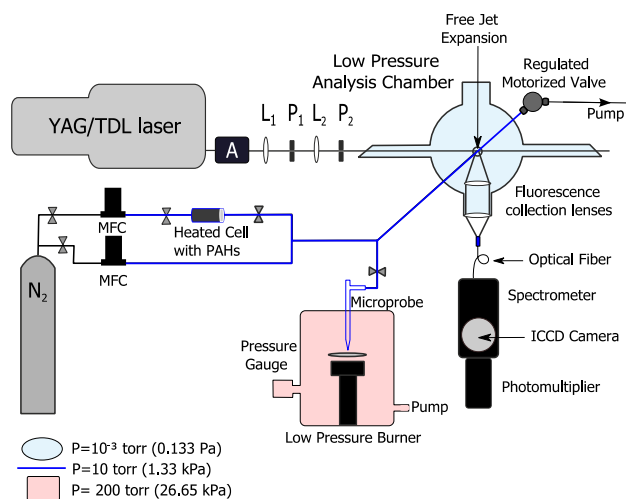 Free Jet
Expansion
Low Pressure
Analysis Chamber
Regulated
Motorized Valve
Pump
YAG/TDL laser
A
L₁
P₁
L₂
P₂
Fluorescence
collection lenses
MFC
Heated Cell
with PAHs
MFC
N₂
Optical Fiber
Microprobe
Spectrometer
Pressure
Gauge
ICCD Camera
Photomultiplier
Pump
Low Pressure Burner
P=10⁻³ torr (0.133 Pa)
P=10 torr (1.33 kPa)
P= 200 torr (26.65 kPa)